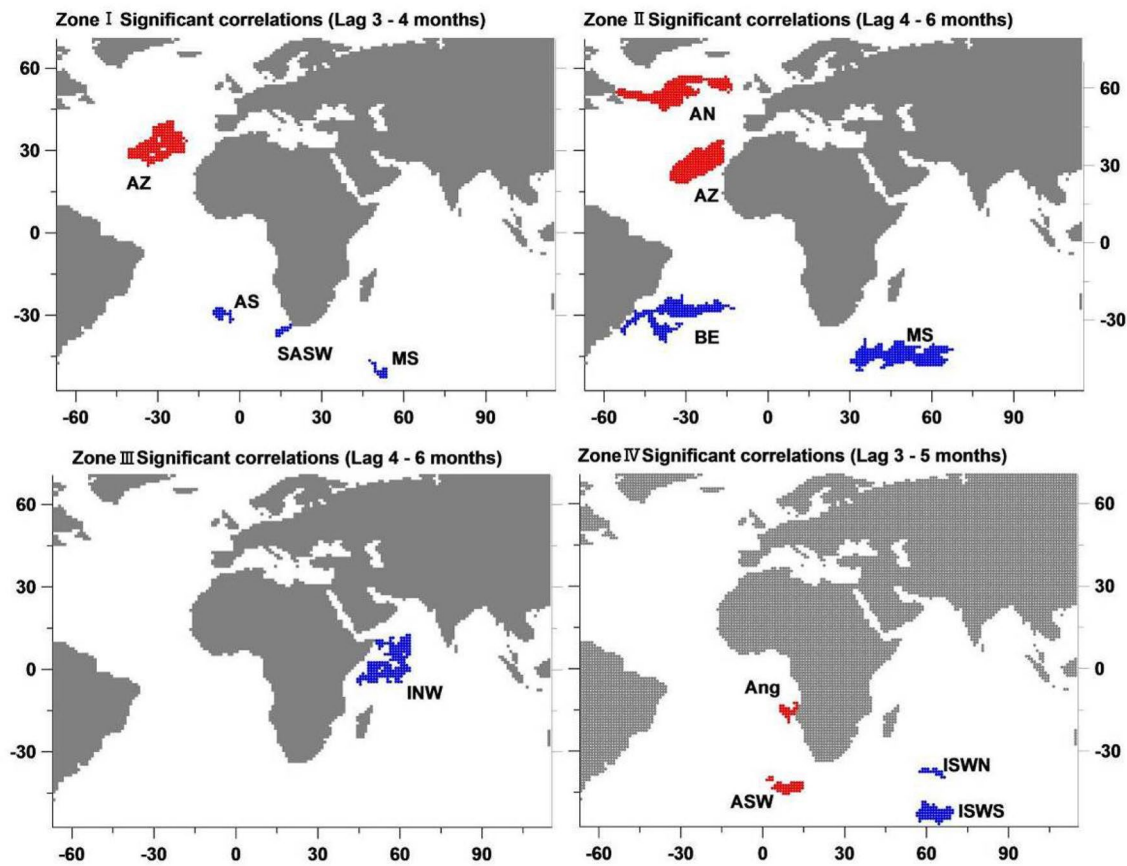 Zone Ⅰ Significant correlations (Lag 3 - 4 months)
60
30
0
-30
AZ
AS
SASW
MS
-60 -30 0 30 60 90
Zone Ⅱ Significant correlations (Lag 4 - 6 months)
AN
AZ
BE
MS
60
30
0
-30
-60 -30 0 30 60 90
Zone Ⅲ Significant correlations (Lag 4 - 6 months)
60
30
0
-30
INW
-60 -30 0 30 60 90
Zone Ⅳ Significant correlations (Lag 3 - 5 months)
60
30
0
-30
Ang
ASW
ISWN
ISWS
-60 -30 0 30 60 90